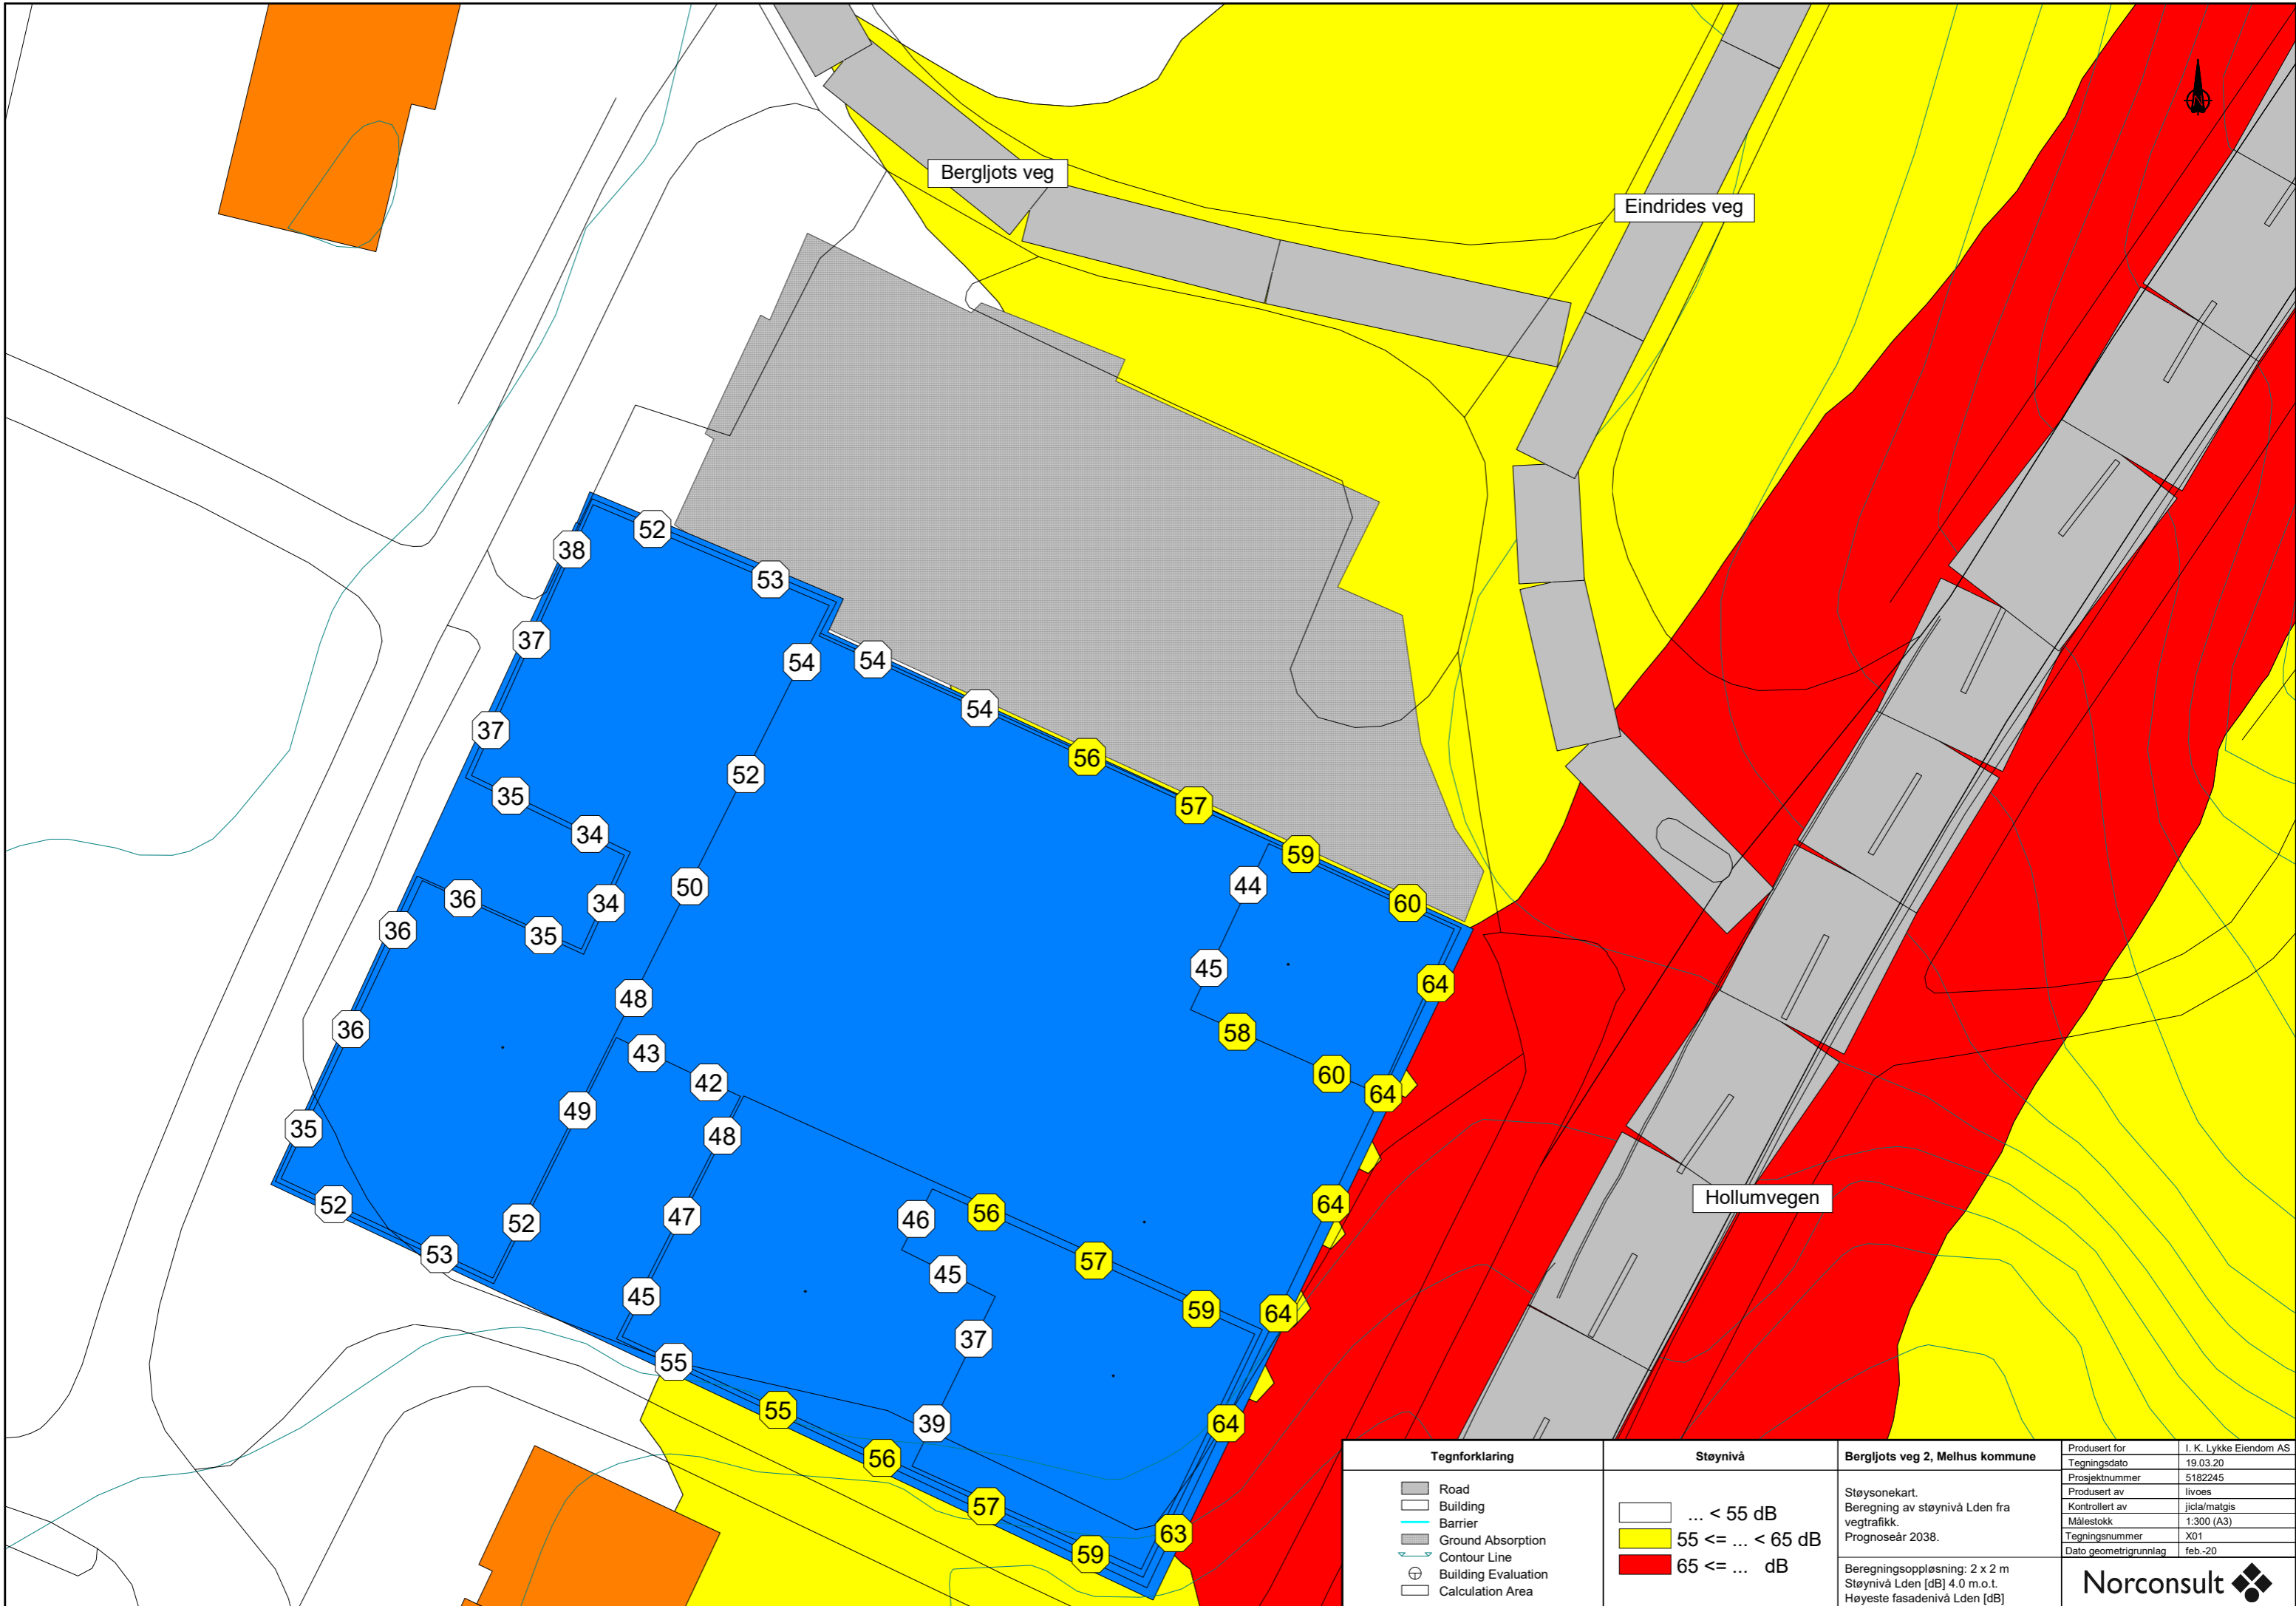 Bergljots veg
Eindrides veg
N
52
38
53
37
54
54
54
37
52
56
35
57
34
59
44
50
36
34
60
36
35
45
64
48
36
58
43
60
42
64
49
35
48
52
64
Hollumvegen
56
47
46
52
53
57
45
45
59
64
37
55
55
39
64
56
57
63
59
Tegnforklaring
Road
Building
Barrier
Ground Absorption
Contour Line
Building Evaluation
Calculation Area
Støynivå
... < 55 dB
55 <= ... < 65 dB
65 <= ... dB
Bergljots veg 2, Melhus kommune
Støysonekart.
Beregning av støynivå Lden fra
vegtrafikk.
Prognoseår 2038.
Beregningsoppløsning: 2 x 2 m
Støynivå Lden [dB] 4.0 m.o.t.
Høyeste fasadenivå Lden [dB]
Produsert for I. K. Lykke Eiendom AS
Tegningsdato 19.03.20
Prosjektnummer 5182245
Produsert av livoes
Kontrollert av jicla/matgis
Målestokk 1:300 (A3)
Tegningsnummer X01
Dato geometrigrunnlag feb.-20
Norconsult